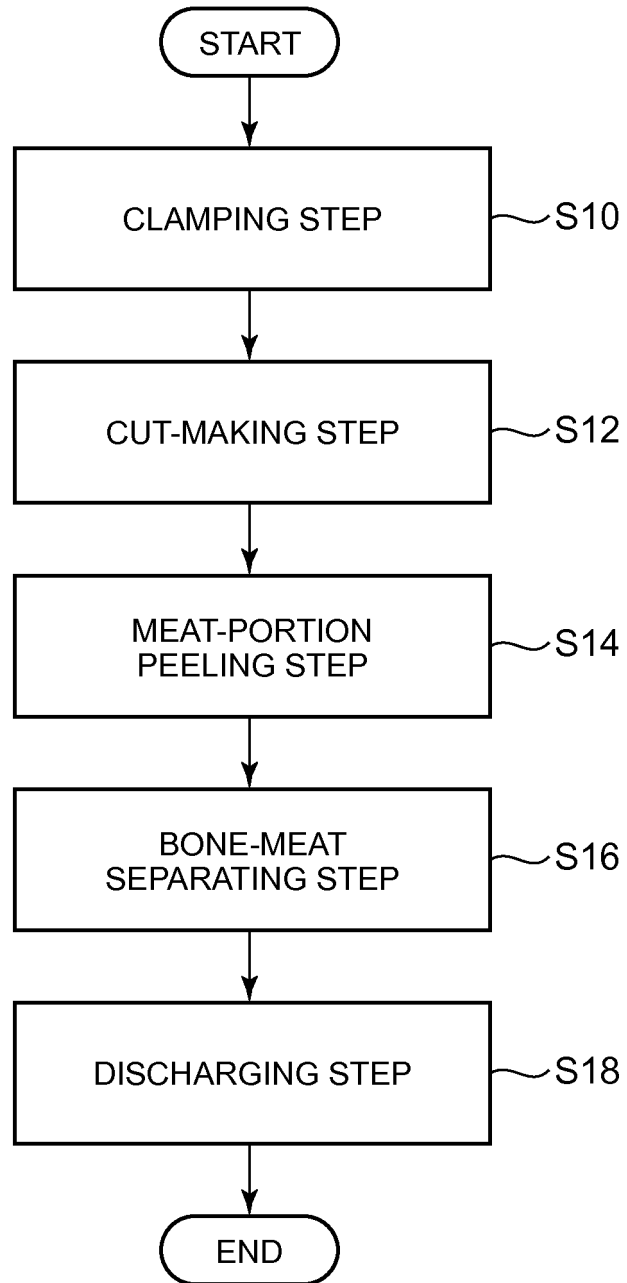 START
CLAMPING STEP
S10
CUT-MAKING STEP
S12
MEAT-PORTION
PEELING STEP
S14
BONE-MEAT
SEPARATING STEP
S16
DISCHARGING STEP
S18
END